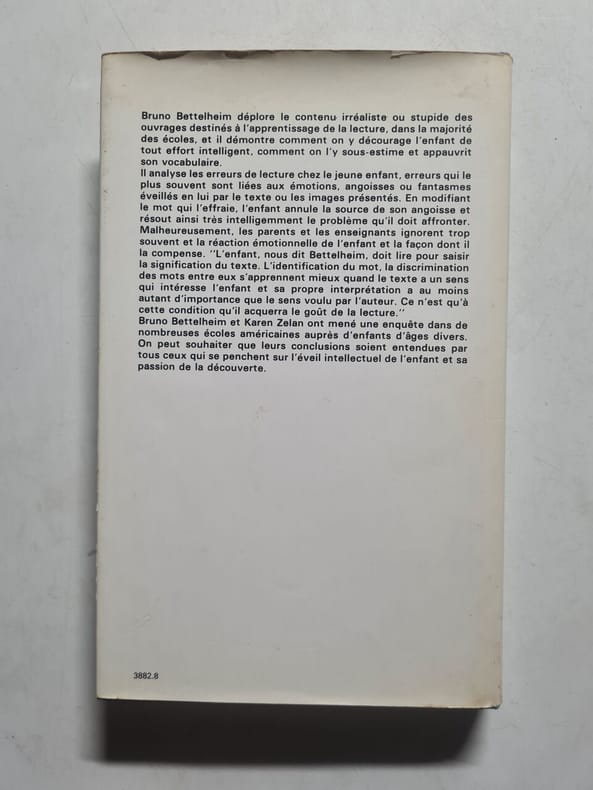 Bruno Bettelheim déplore le contenu irréaliste ou stupide des
ouvrages destinés à l'apprentissage de la lecture, dans la majorité
des écoles, et il démontre comment on y décourage l'enfant de
tout effort intelligent, comment on l'y sous-estime et appauvrit
son vocabulaire.
Il analyse les erreurs de lecture chez le jeune enfant, erreurs qui le
plus souvent sont liées aux émotions, angoisses ou fantasmes
éveillés en lui par le texte ou les images présentés. En modifiant
le mot qui l'effraie, l'enfant annule la source de son angoisse et
résout ainsi très intelligemment le problème qu'il doit affronter.
Malheureusement, les parents et les enseignants ignorent trop
souvent et la réaction émotionnelle de l'enfant et la façon dont il
la compense. "L'enfant, nous dit Bettelheim, doit lire pour saisir
la signification du texte. L'identification du mot, la discrimination
des mots entre eux s'apprennent mieux quand le texte a un sens
qui intéresse l'enfant et sa propre interprétation a au moins
autant d'importance que le sens voulu par l'auteur. Ce n'est qu'à
cette condition qu'il acquerra le goût de la lecture."
Bruno Bettelheim et Karen Zelan ont mené une enquête dans de
nombreuses écoles américaines auprès d'enfants d'âges divers.
On peut souhaiter que leurs conclusions soient entendues par
tous ceux qui se penchent sur l'éveil intellectuel de l'enfant et sa
passion de la découverte.
3882.8